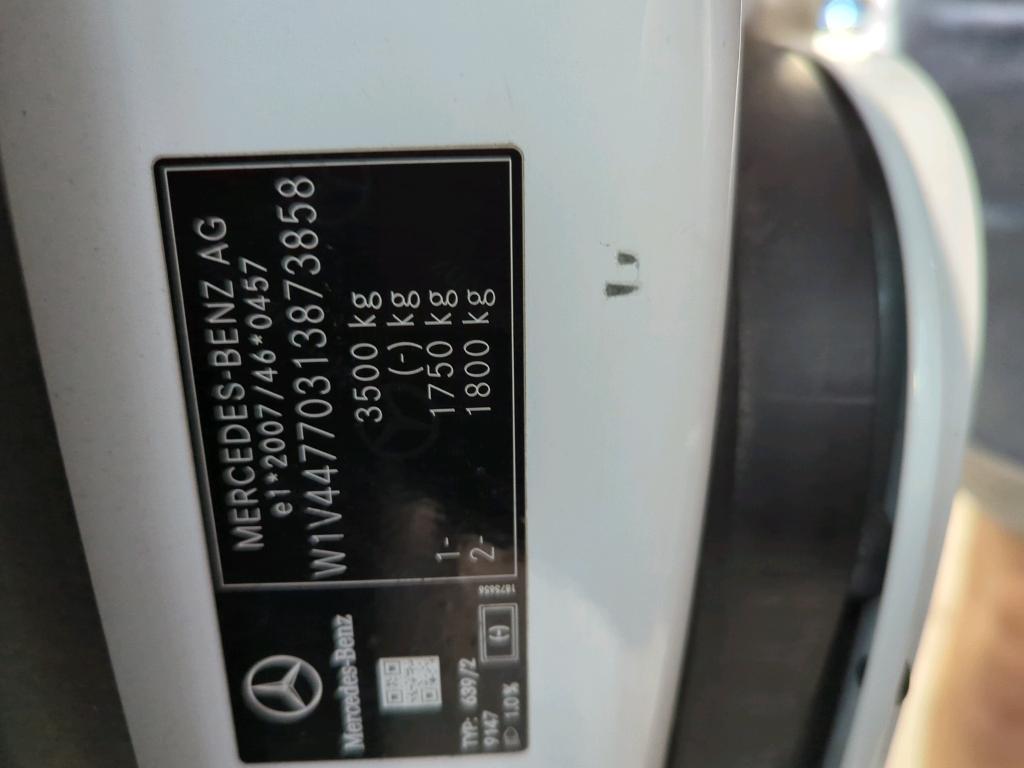 MERCEDES-BENZ AG
e1*2007/46*0457
W1V44770313873858
3500 kg
(-) kg
1- 1750 kg
2- 1800 kg
Mercedes-Benz
TYP: 639/2
9147
1.0%
(-)